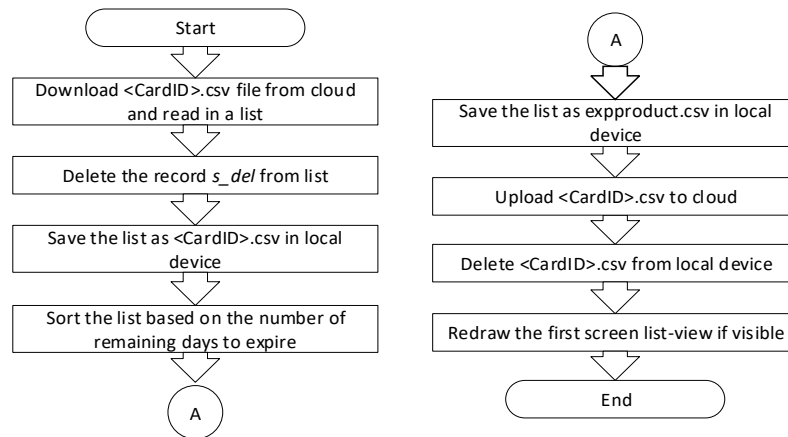 Start
Download <CardID>.csv file from cloud
and read in a list
Delete the record s_del from list
Save the list as <CardID>.csv in local
device
Sort the list based on the number of
remaining days to expire
A
A
Save the list as expproduct.csv in local
device
Upload <CardID>.csv to cloud
Delete <CardID>.csv from local device
Redraw the first screen list-view if visible
End